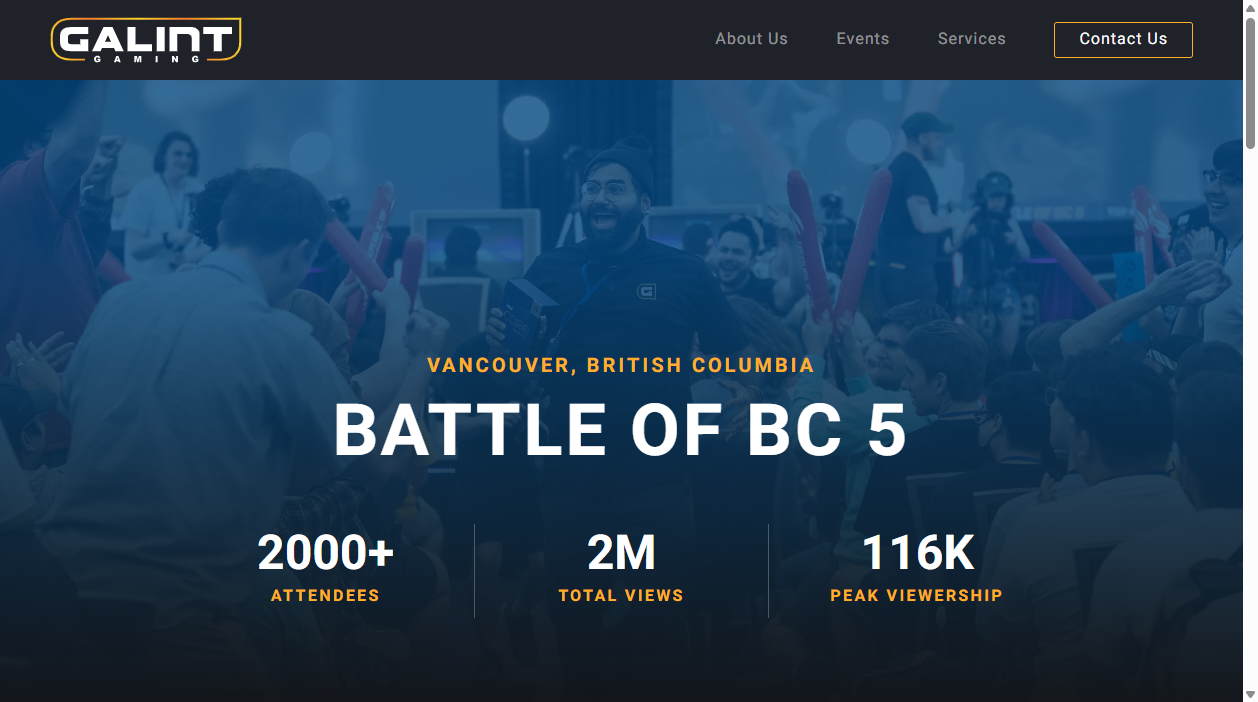 GALINT
GAMING
About Us
Events
Services
Contact Us
VANCOUVER, BRITISH COLUMBIA
BATTLE OF BC 5
2000+
ATTENDEES
2M
TOTAL VIEWS
116K
PEAK VIEWERSHIP